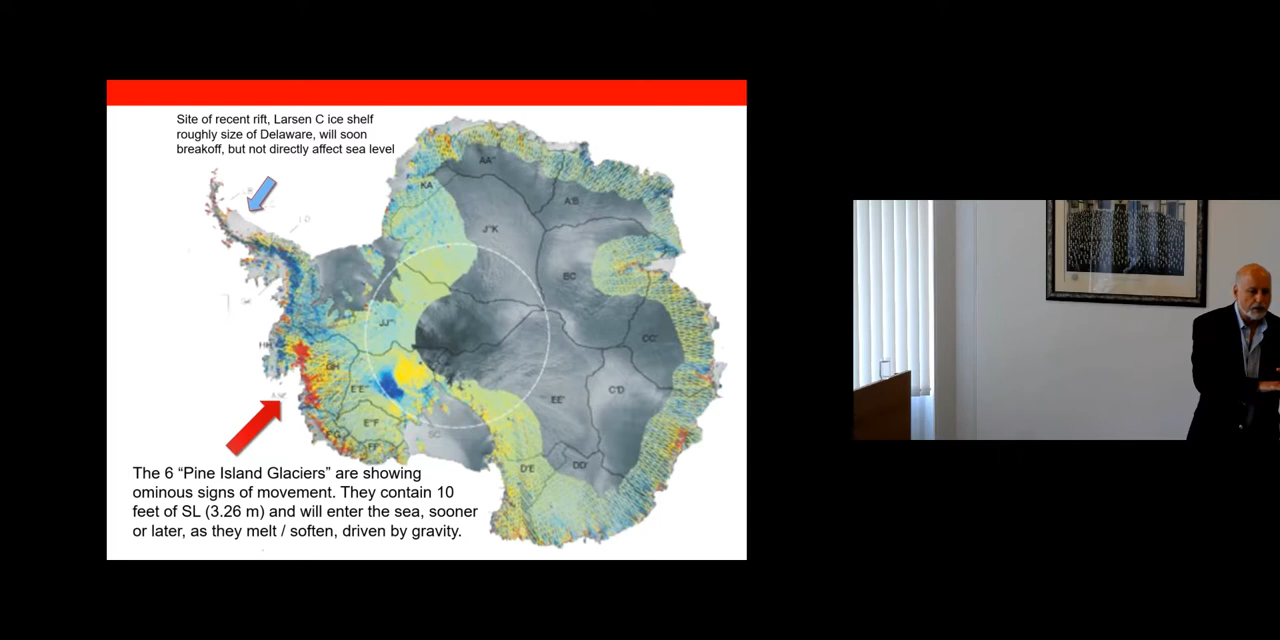 Site of recent rift, Larsen C ice shelf
roughly size of Delaware, will soon
breakoff, but not directly affect sea level
AA"
KA
A'B
J"K
BC
JJ"
CC'
GH
E'E"
C'D
EE'
E"F
FF'
DD'
D'E
The 6 “Pine Island Glaciers” are showing
ominous signs of movement. They contain 10
feet of SL (3.26 m) and will enter the sea, sooner
or later, as they melt / soften, driven by gravity.